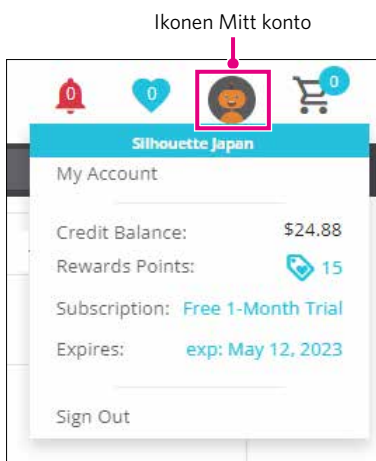 Ikonen Mitt konto
0
0
0
Silhouette Japan
My Account
Credit Balance: $24.88
Rewards Points: 15
Subscription: Free 1-Month Trial
Expires: exp: May 12, 2023
Sign Out